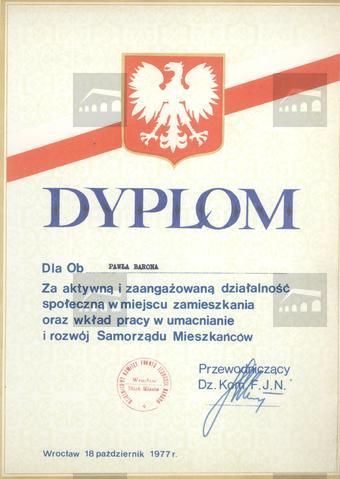 DYPLOM
Dla Ob PAWŁA BARONA
Za aktywną i zaangażowaną działalność
społeczną w miejscu zamieszkania
oraz wkład pracy w umacnianie
i rozwój Samorządu Mieszkańców
Przewodniczący
Dz. Kom. F.J.N.
Wrocław
Wrocław 18 październik 1977 r.